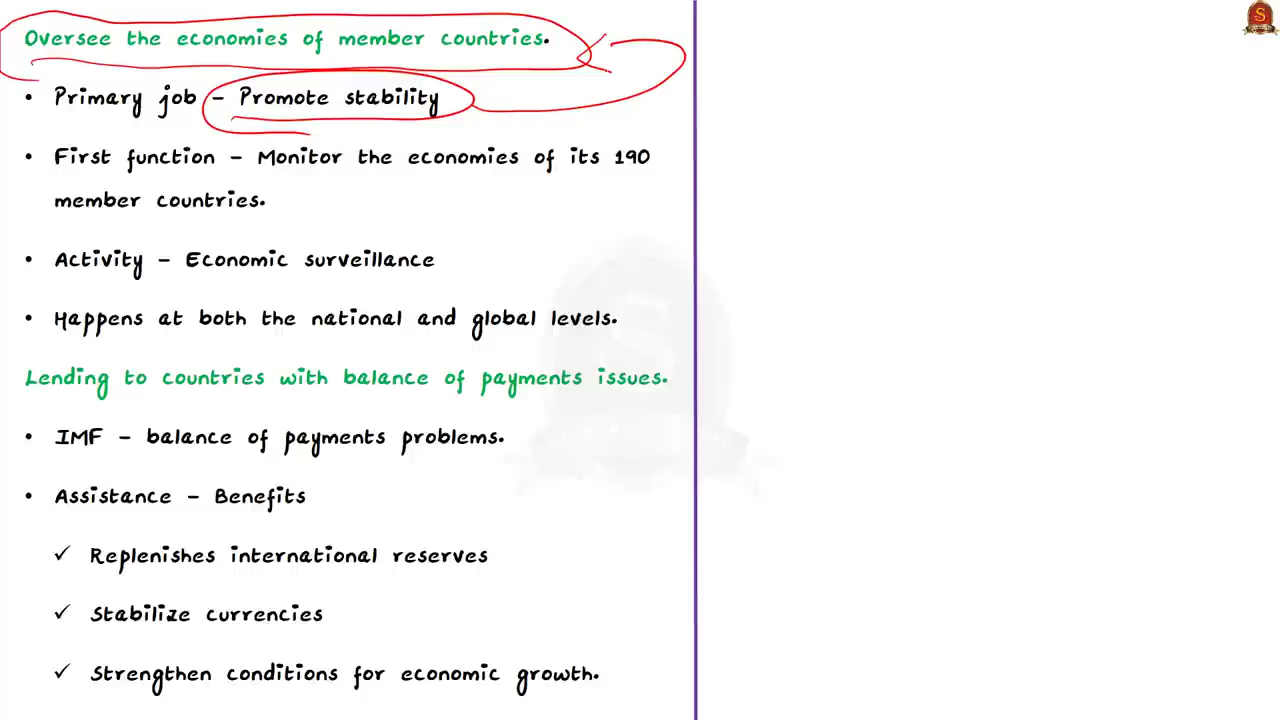 Oversee the economies of member countries.
• Primary job – Promote stability
• First function – Monitor the economies of its 190
member countries.
• Activity – Economic surveillance
• Happens at both the national and global levels.
Lending to countries with balance of payments issues.
• IMF – balance of payments problems.
• Assistance – Benefits
✓ Replenishes international reserves
✓ Stabilize currencies
✓ Strengthen conditions for economic growth.
S
S